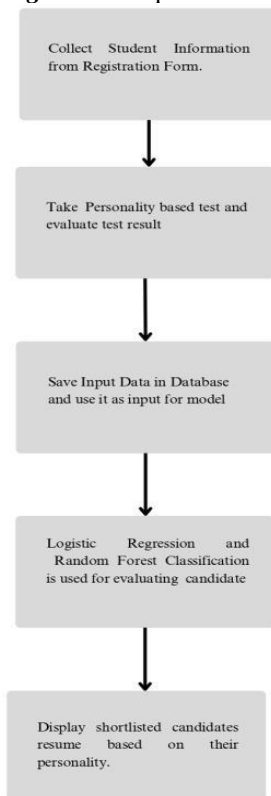 Collect Student Information
from Registration Form.
Take Personality based test and
evaluate test result
Save Input Data in Database
and use it as input for model
Logistic Regression and
Random Forest Classification
is used for evaluating candidate
Display shortlisted candidates
resume based on their
personality.